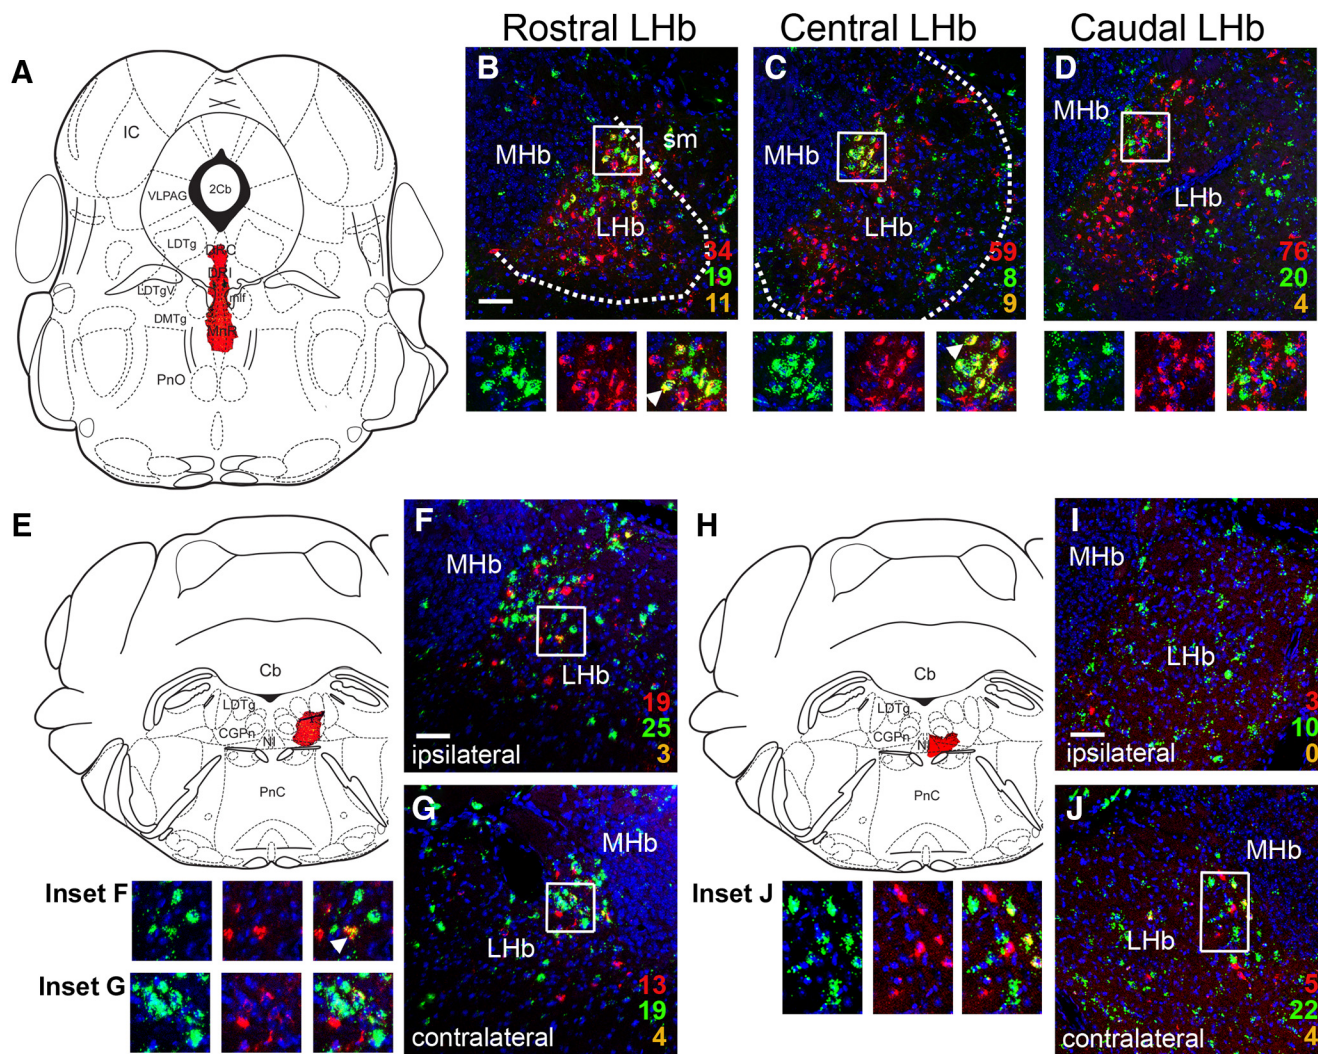 Rostral LHb
Central LHb
Caudal LHb
A
IC
VLPAG
2Cb
LDTg
DRC
DRI
LDTgV
mlf
DMTg
MnR
PnO
B
MHb
sm
LHb
34
19
11
C
MHb
LHb
59
8
9
D
MHb
LHb
76
20
4
E
Cb
LDTg
CGPn
NI
PnC
F
MHb
LHb
19
25
3
ipsilateral
G
MHb
LHb
13
19
4
contralateral
Inset F
Inset G
H
Cb
LDTg
CGPn
PnC
I
MHb
LHb
3
10
0
ipsilateral
J
MHb
LHb
5
22
4
contralateral
Inset J